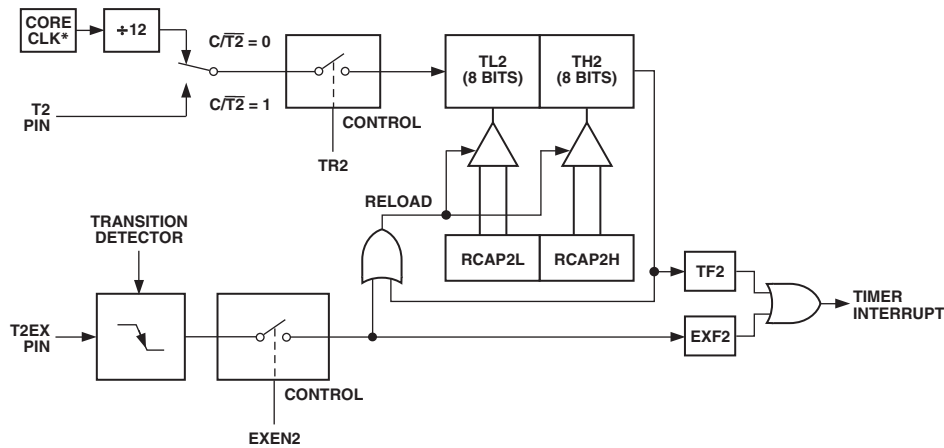 CORE
CLK*
÷12
C/T2̅ = 0
TL2
(8 BITS)
TH2
(8 BITS)
T2
PIN
C/T2̅ = 1
CONTROL
TR2
RELOAD
TRANSITION
DETECTOR
RCAP2L
RCAP2H
TF2
TIMER
INTERRUPT
T2EX
PIN
EXF2
CONTROL
EXEN2